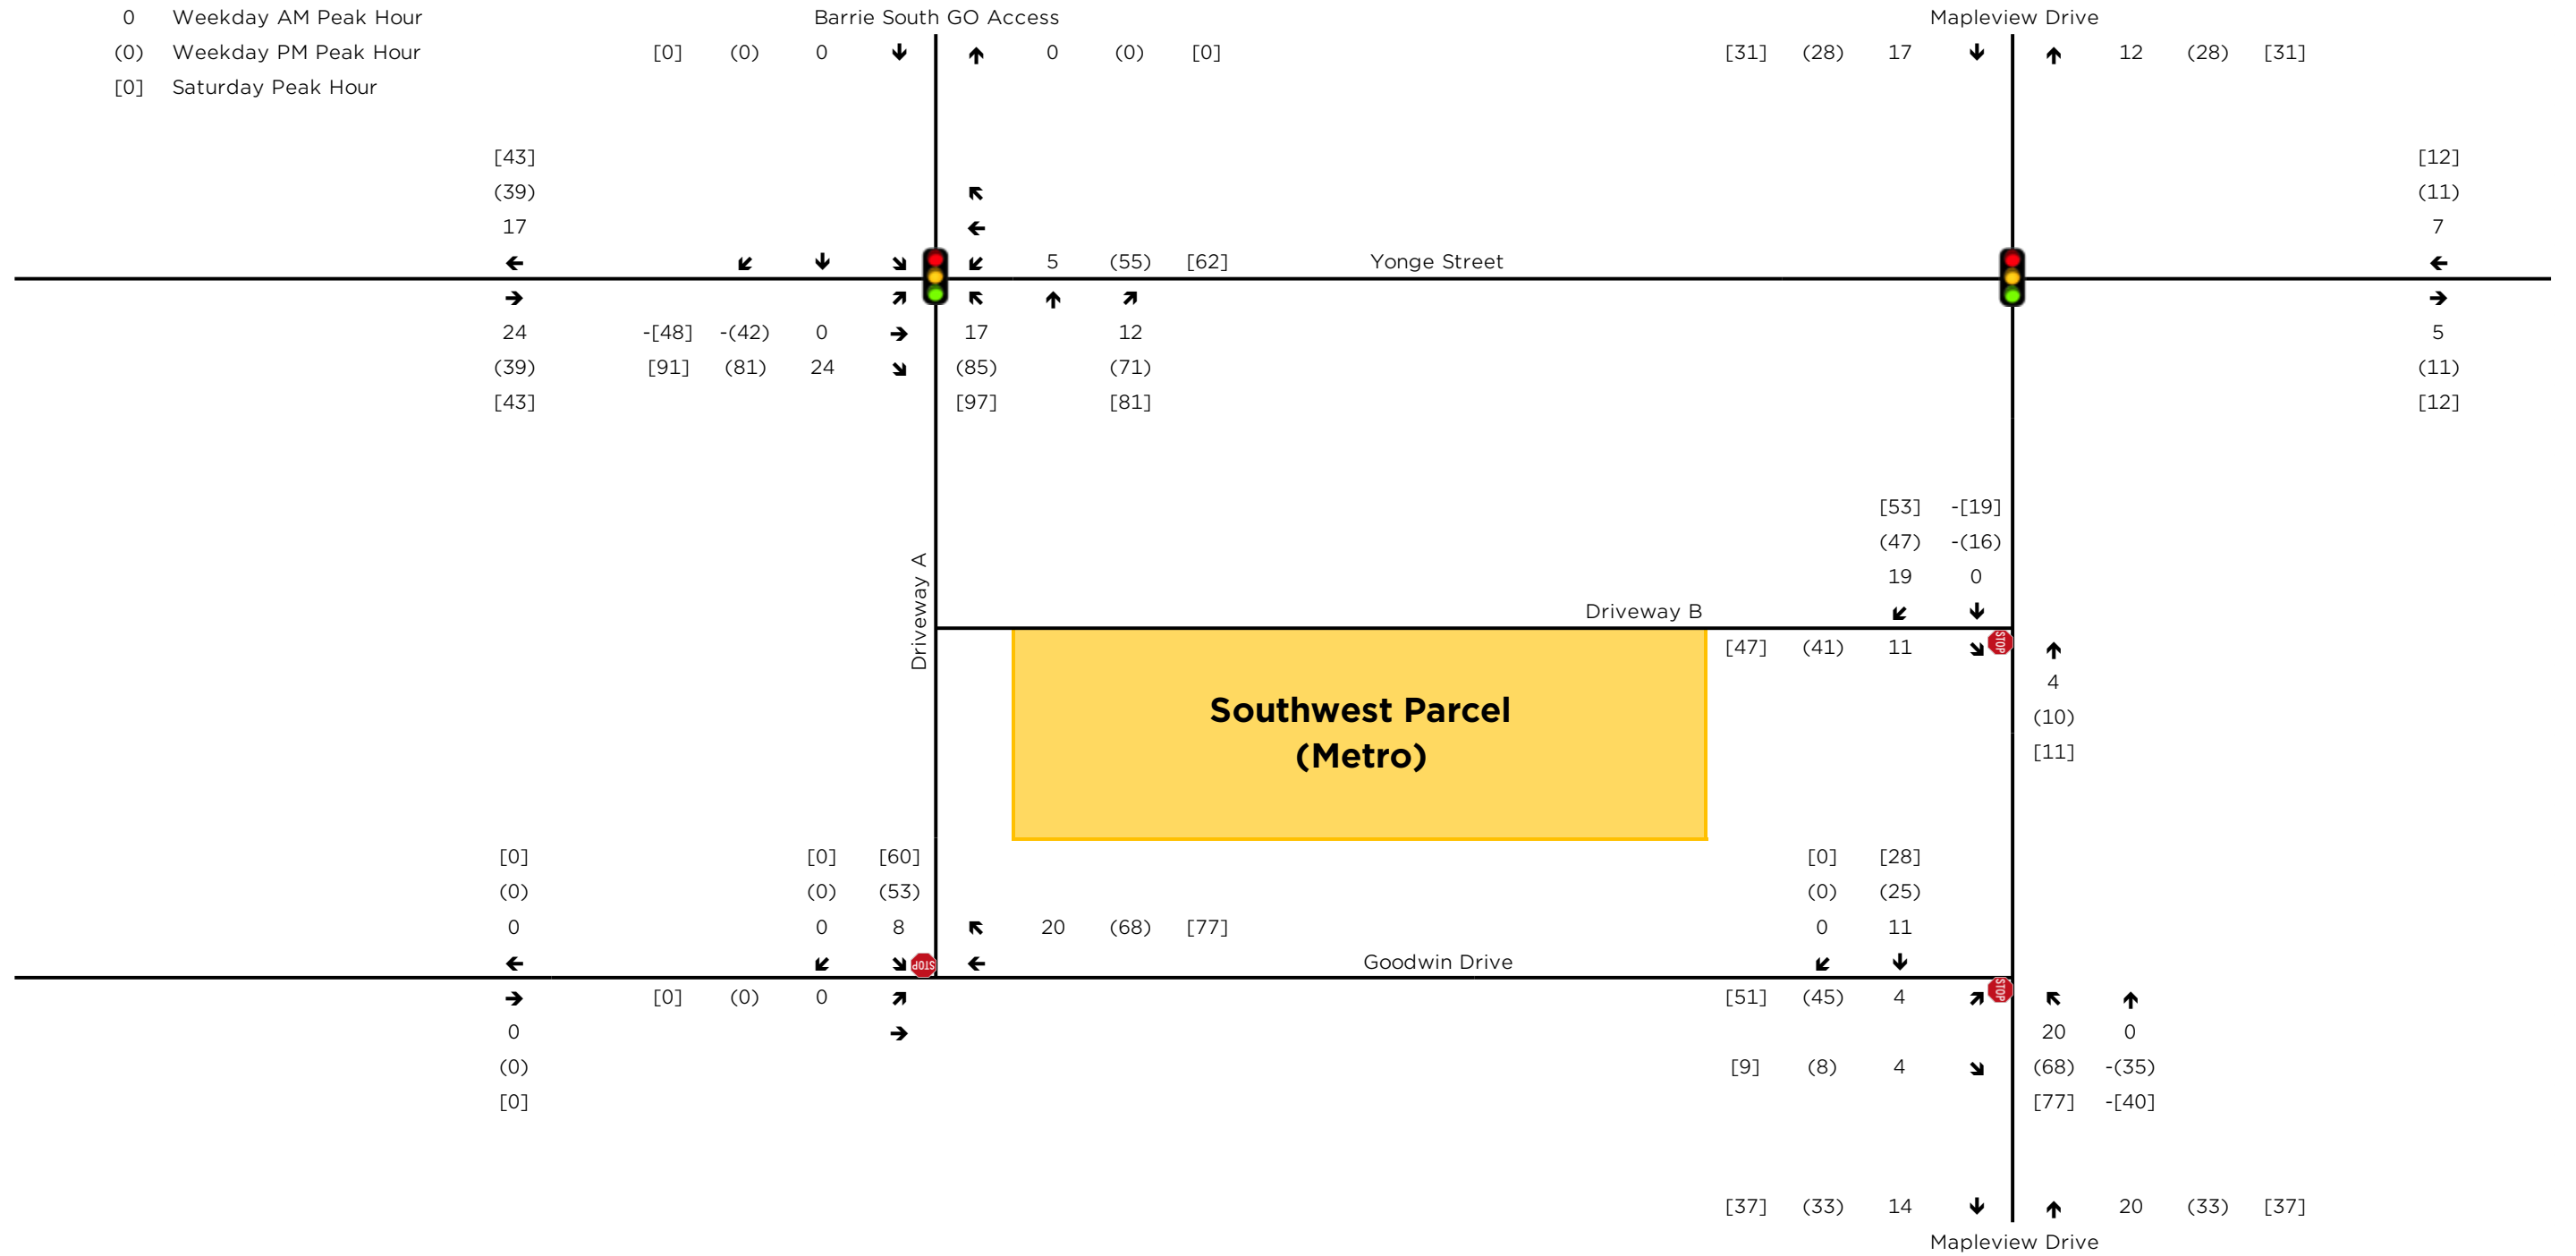 0 Weekday AM Peak Hour
Barrie South GO Access
Mapleview Drive
(0) Weekday PM Peak Hour
[0] (0) 0 0 (0) [0]
[31] (28) 17 12 (28) [31]
[0] Saturday Peak Hour
[43] [12]
(39) (11)
17 7
5 (55) [62] Yonge Street
24 -[48] -(42) 0 17 12 5
(39) [91] (81) 24 (85) (71) (11)
[43] [97] [81] [12]
[53] -[19]
(47) -(16)
19 0
Driveway A
Driveway B
[47] (41) 11
STOP
4
Southwest Parcel
(10)
(Metro)
[11]
[0] [0] [60] [0] [28]
(0) (0) (53) (0) (25)
0 0 8 20 (68) [77] 0 11
STOP
Goodwin Drive
STOP
[0] (0) 0 [51] (45) 4
0 20 0
(0) [9] (8) 4 (68) -(35)
[0] [77] -[40]
[37] (33) 14 20 (33) [37]
Mapleview Drive